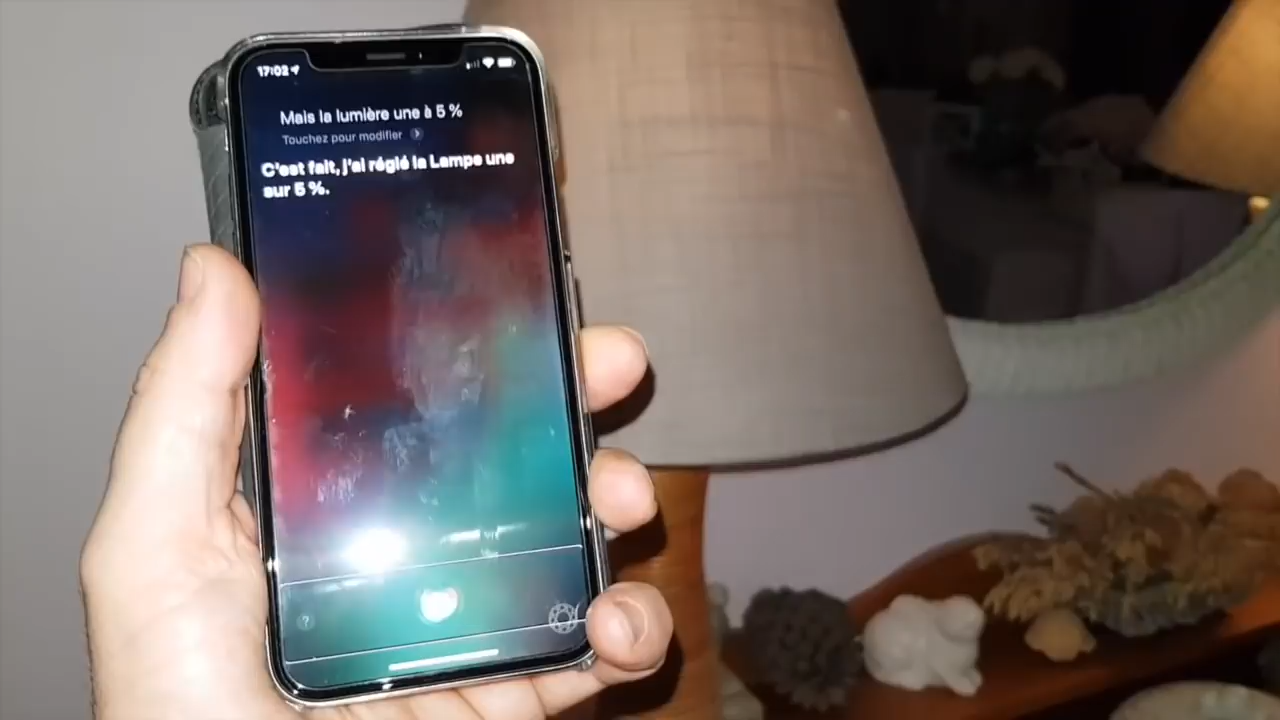 17:02
Mais la lumière une à 5 %
Touchez pour modifier
C'est fait, j'ai réglé la Lampe une
sur 5 %.
?